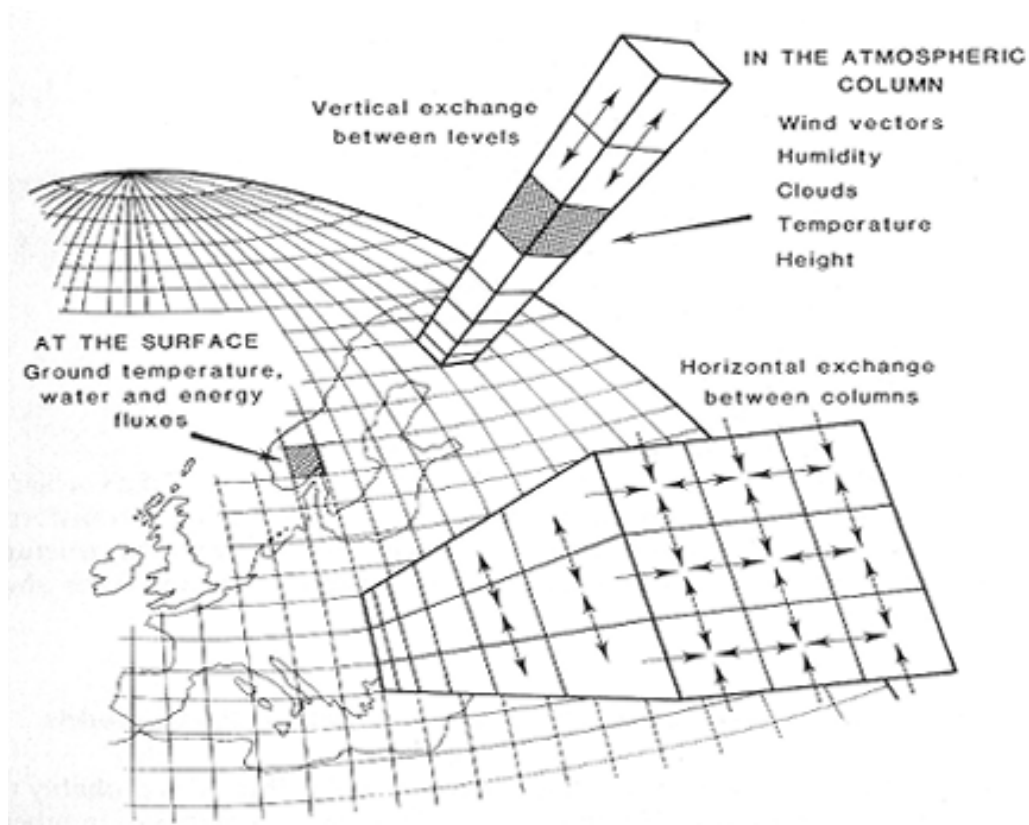 IN THE ATMOSPHERIC
COLUMN
Wind vectors
Humidity
Clouds
Temperature
Height
Vertical exchange
between levels
AT THE SURFACE
Ground temperature,
water and energy
fluxes
Horizontal exchange
between columns